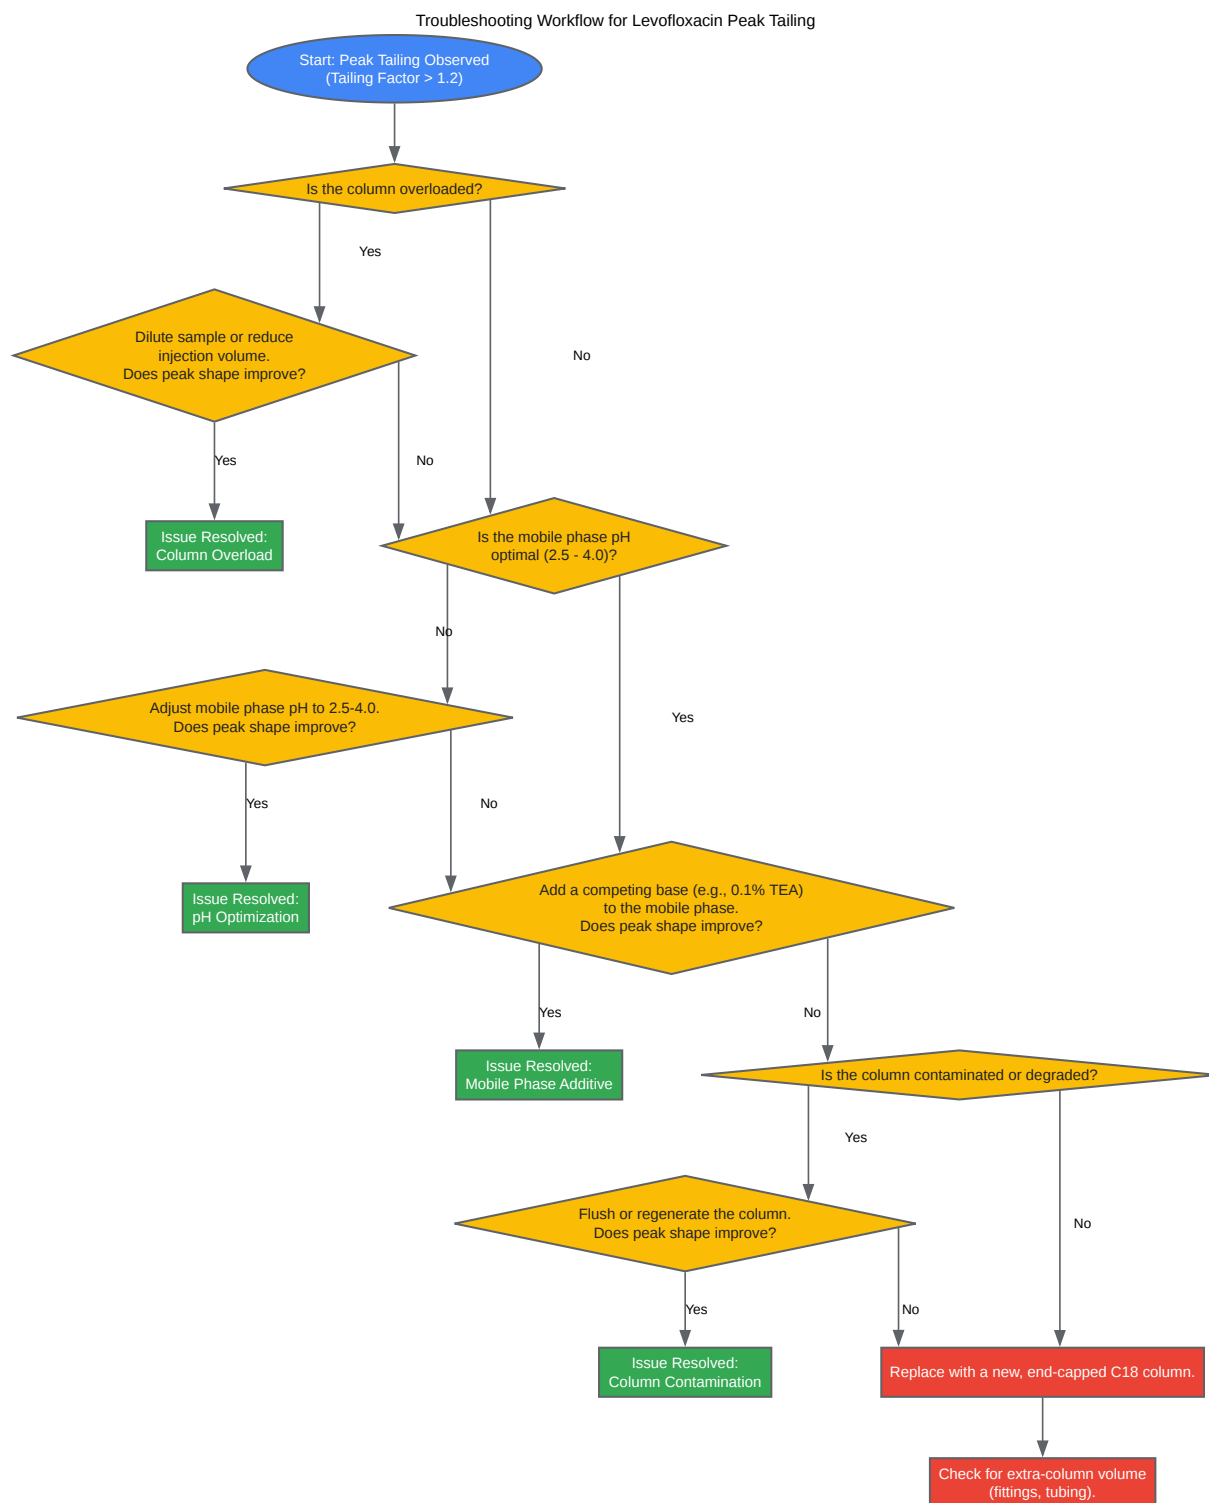 Troubleshooting Workflow for Levofloxacin Peak Tailing
Start: Peak Tailing Observed
(Tailing Factor > 1.2)
Is the column overloaded?
Yes
No
Dilute sample or reduce
injection volume.
Does peak shape improve?
Yes
No
Issue Resolved:
Column Overload
Is the mobile phase pH
optimal (2.5 - 4.0)?
No
Yes
Adjust mobile phase pH to 2.5-4.0.
Does peak shape improve?
Yes
No
Issue Resolved:
pH Optimization
Add a competing base (e.g., 0.1% TEA)
to the mobile phase.
Does peak shape improve?
Yes
No
Issue Resolved:
Mobile Phase Additive
Is the column contaminated or degraded?
Yes
No
Flush or regenerate the column.
Does peak shape improve?
Yes
No
Issue Resolved:
Column Contamination
Replace with a new, end-capped C18 column.
Check for extra-column volume
(fittings, tubing).